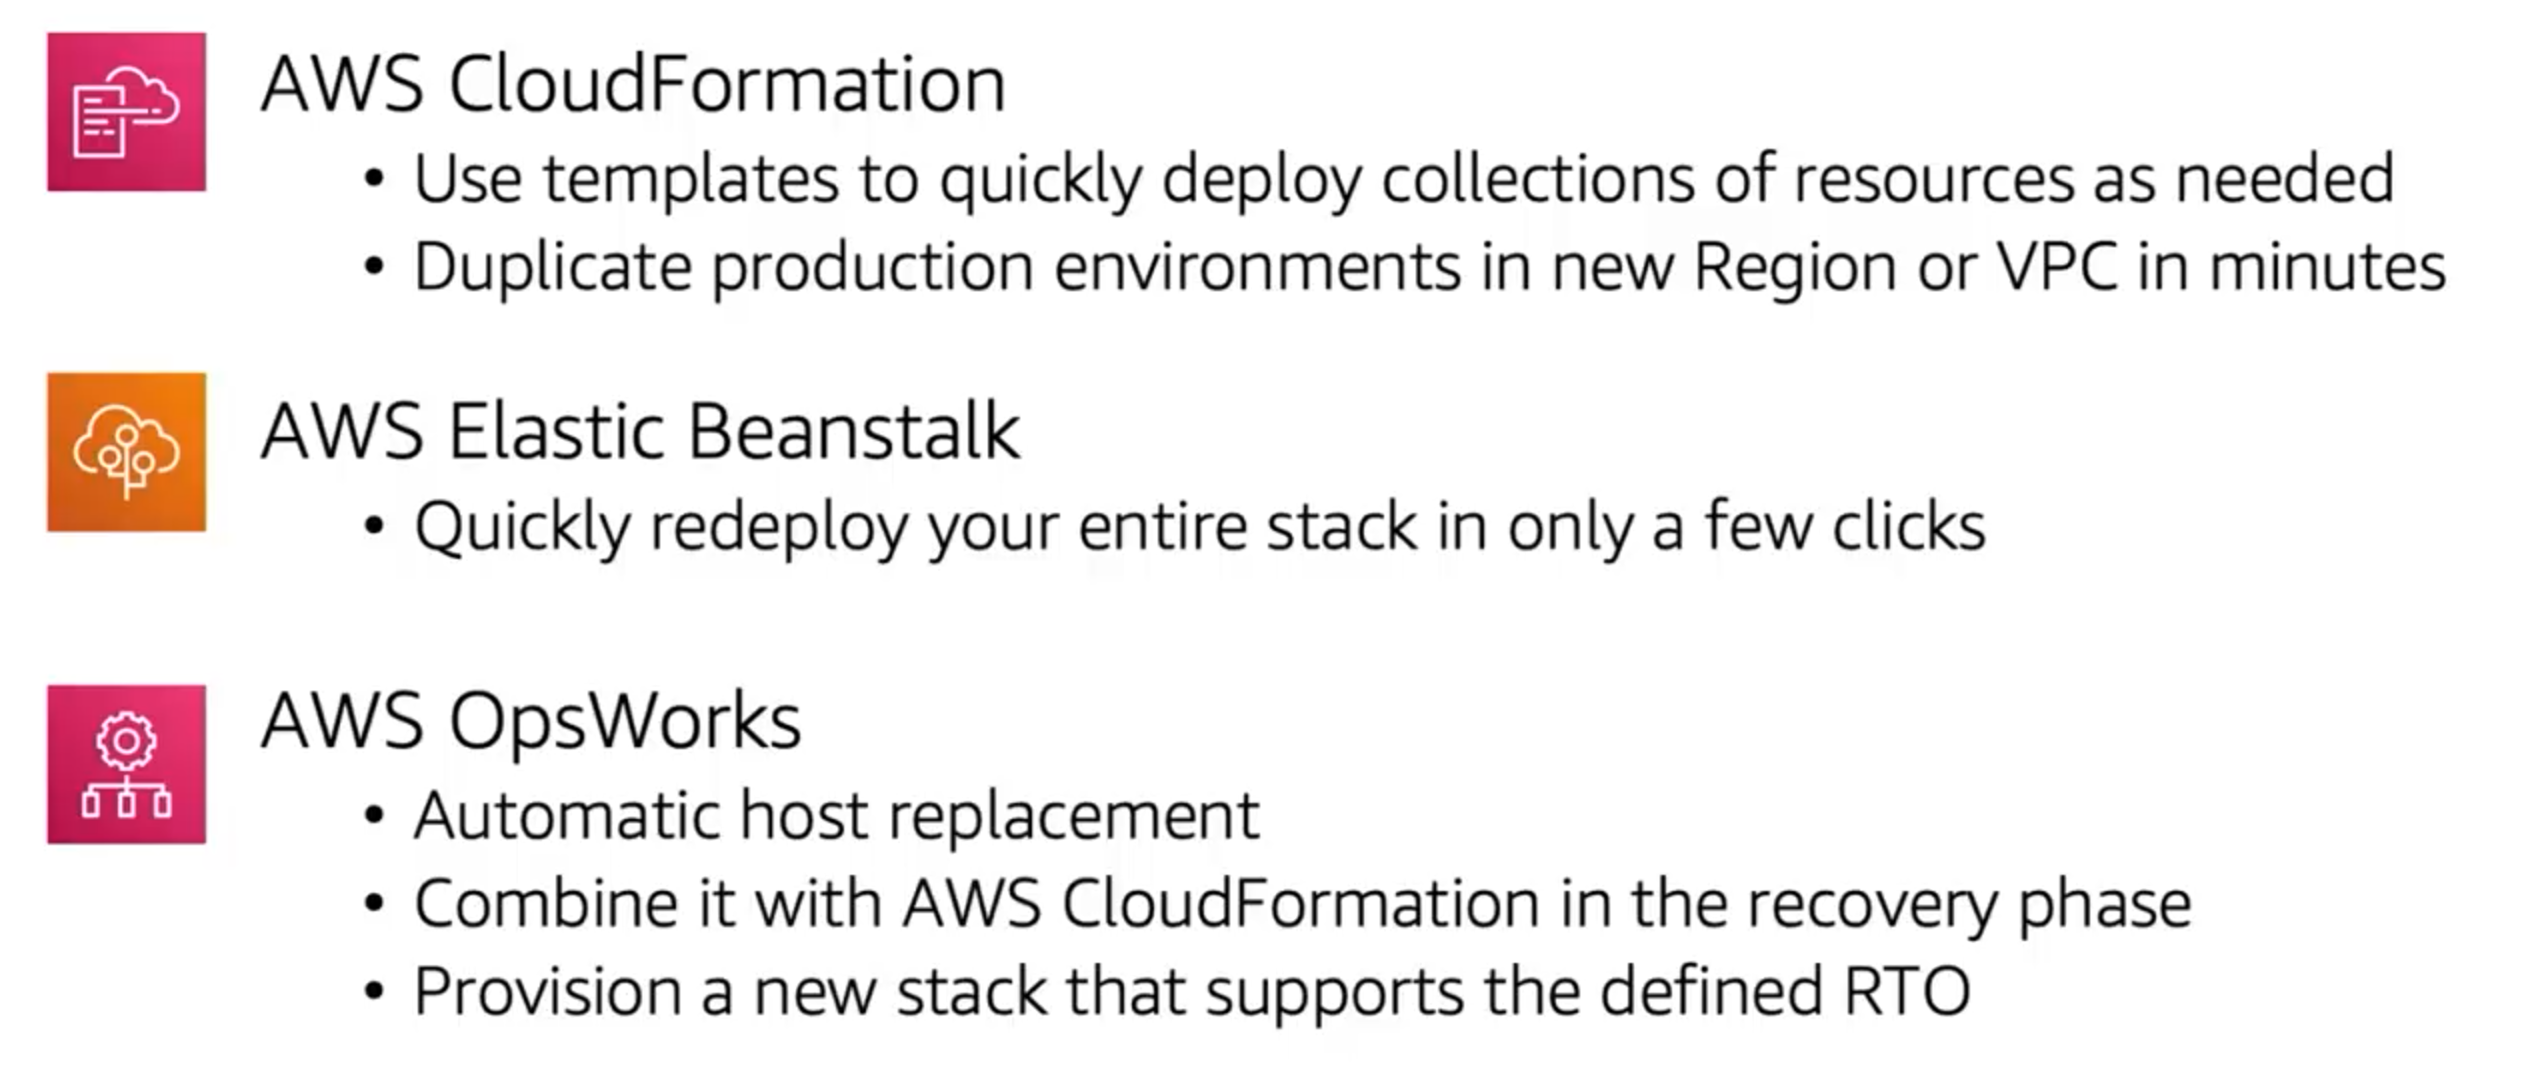 AWS CloudFormation
• Use templates to quickly deploy collections of resources as needed
• Duplicate production environments in new Region or VPC in minutes
AWS Elastic Beanstalk
• Quickly redeploy your entire stack in only a few clicks
AWS OpsWorks
• Automatic host replacement
• Combine it with AWS CloudFormation in the recovery phase
• Provision a new stack that supports the defined RTO